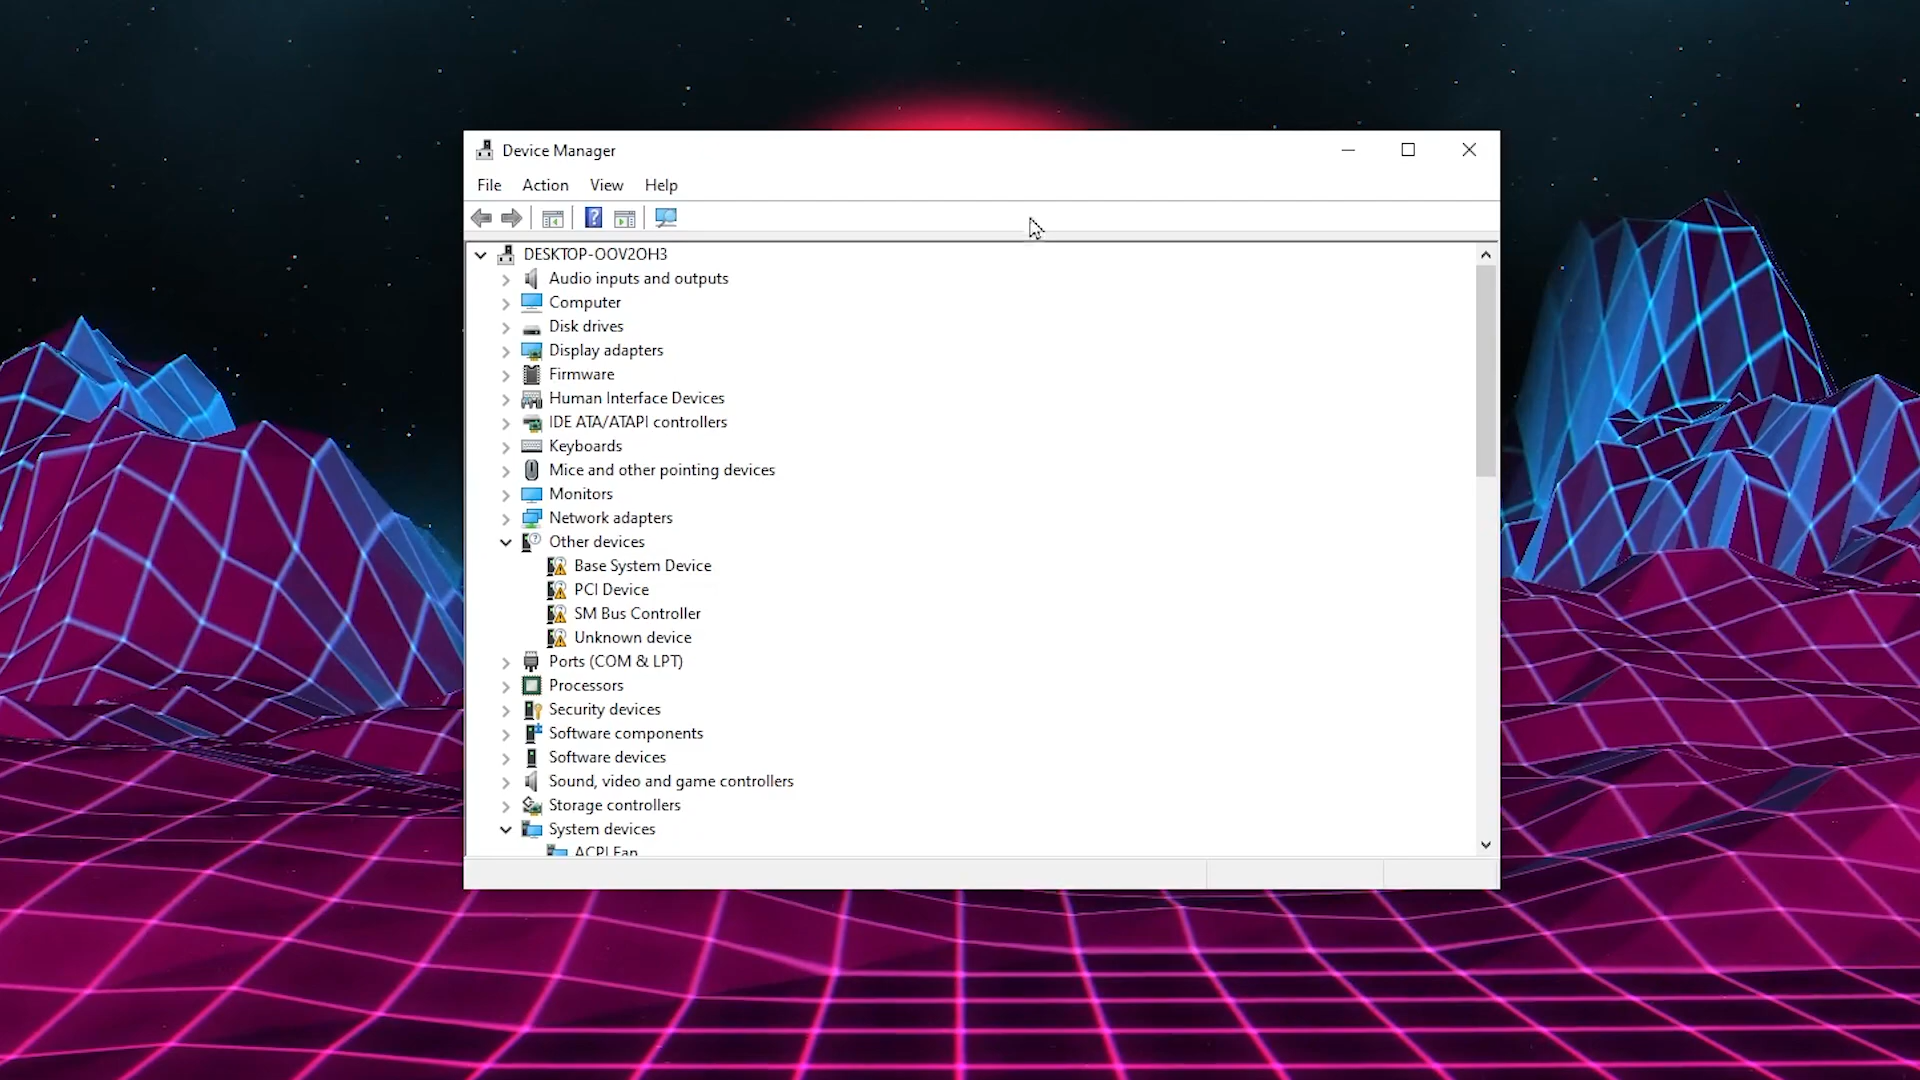 Device Manager
File Action View Help
DESKTOP-OOV2OH3
Audio inputs and outputs
Computer
Disk drives
Display adapters
Firmware
Human Interface Devices
IDE ATA/ATAPI controllers
Keyboards
Mice and other pointing devices
Monitors
Network adapters
Other devices
Base System Device
PCI Device
SM Bus Controller
Unknown device
Ports (COM & LPT)
Processors
Security devices
Software components
Software devices
Sound, video and game controllers
Storage controllers
System devices
ACPI Fan